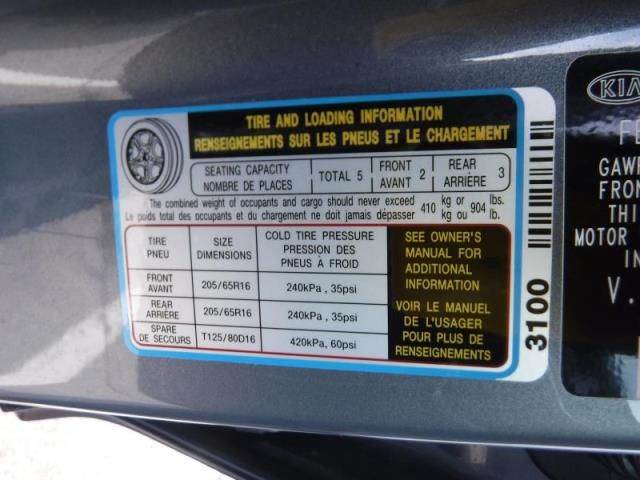 TIRE AND LOADING INFORMATION
RENSEIGNEMENTS SUR LES PNEUS ET LE CHARGEMENT
SEATING CAPACITY
NOMBRE DE PLACES
TOTAL 5
FRONT
AVANT 2
REAR
ARRIÈRE 3
The combined weight of occupants and cargo should never exceed 410 kg or 904 lbs.
Le poids total des occupants et du chargement ne doit jamais dépasser kg ou lb.
TIRE
PNEU
SIZE
DIMENSIONS
COLD TIRE PRESSURE
PRESSION DES
PNEUS À FROID
FRONT
AVANT
205/65R16
240kPa , 35psi
REAR
ARRIÈRE
205/65R16
240kPa , 35psi
SPARE
DE SECOURS
T125/80D16
420kPa, 60psi
SEE OWNER'S
MANUAL FOR
ADDITIONAL
INFORMATION
VOIR LE MANUEL
DE L'USAGER
POUR PLUS DE
RENSEIGNEMENTS
3100
KIA
GAWR
FRON
THI
MOTOR
IN
V.